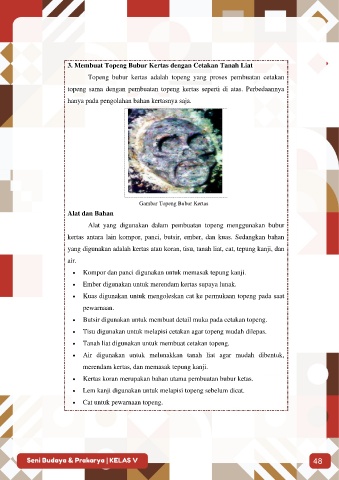 3. Membuat Topeng Bubur Kertas dengan Cetakan Tanah Liat
Topeng bubur kertas adalah topeng yang proses pembuatan cetakan
topeng sama dengan pembuatan topeng kertas seperti di atas. Perbedaannya
hanya pada pengolahan bahan kertasnya saja.
Gambar Topeng Bubur Kertas
Alat dan Bahan
Alat yang digunakan dalam pembuatan topeng menggunakan bubur
kertas antara lain kompor, panci, butsir, ember, dan kuas. Sedangkan bahan
yang digunakan adalah kertas atau koran, tisu, tanah liat, cat, tepung kanji, dan
air.
• Kompor dan panci digunakan untuk memasak tepung kanji.
• Ember digunakan untuk merendam kertas supaya lunak.
• Kuas digunakan untuk mengoleskan cat ke permukaan topeng pada saat
pewarnaan.
• Butsir digunakan untuk membuat detail muka pada cetakan topeng.
• Tisu digunakan untuk melapisi cetakan agar topeng mudah dilepas.
• Tanah liat digunakan untuk membuat cetakan topeng.
• Air digunakan untuk melunakkan tanah liat agar mudah dibentuk,
merendam kertas, dan memasak tepung kanji.
• Kertas koran merupakan bahan utama pembuatan bubur ketas.
• Lem kanji digunakan untuk melapisi topeng sebelum dicat.
• Cat untuk pewarnaan topeng.
Seni Budaya & Prakarya | KELAS V
48